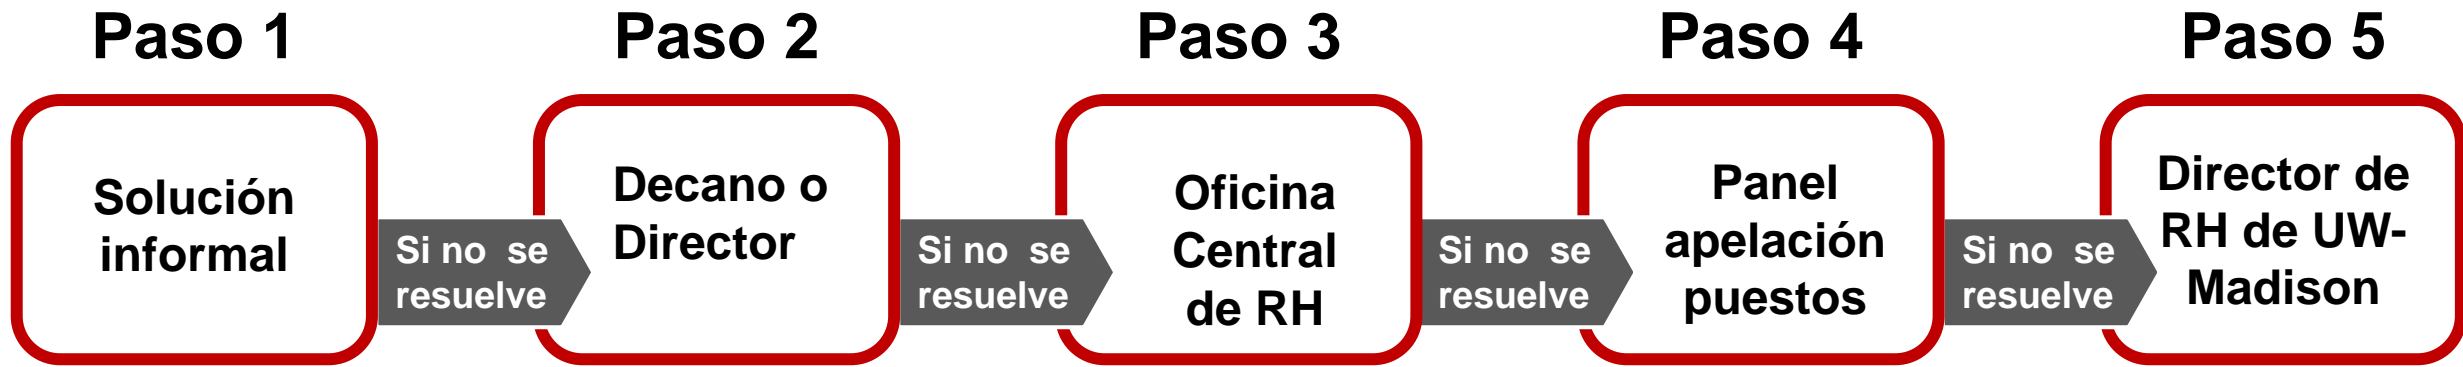 Paso 1
Paso 2
Paso 3
Paso 4
Paso 5
Solución
informal
Si no se
resuelve
Decano o
Director
Si no se
resuelve
Oficina
Central
de RH
Si no se
resuelve
Panel
apelación
puestos
Si no se
resuelve
Director de
RH de UW-
Madison